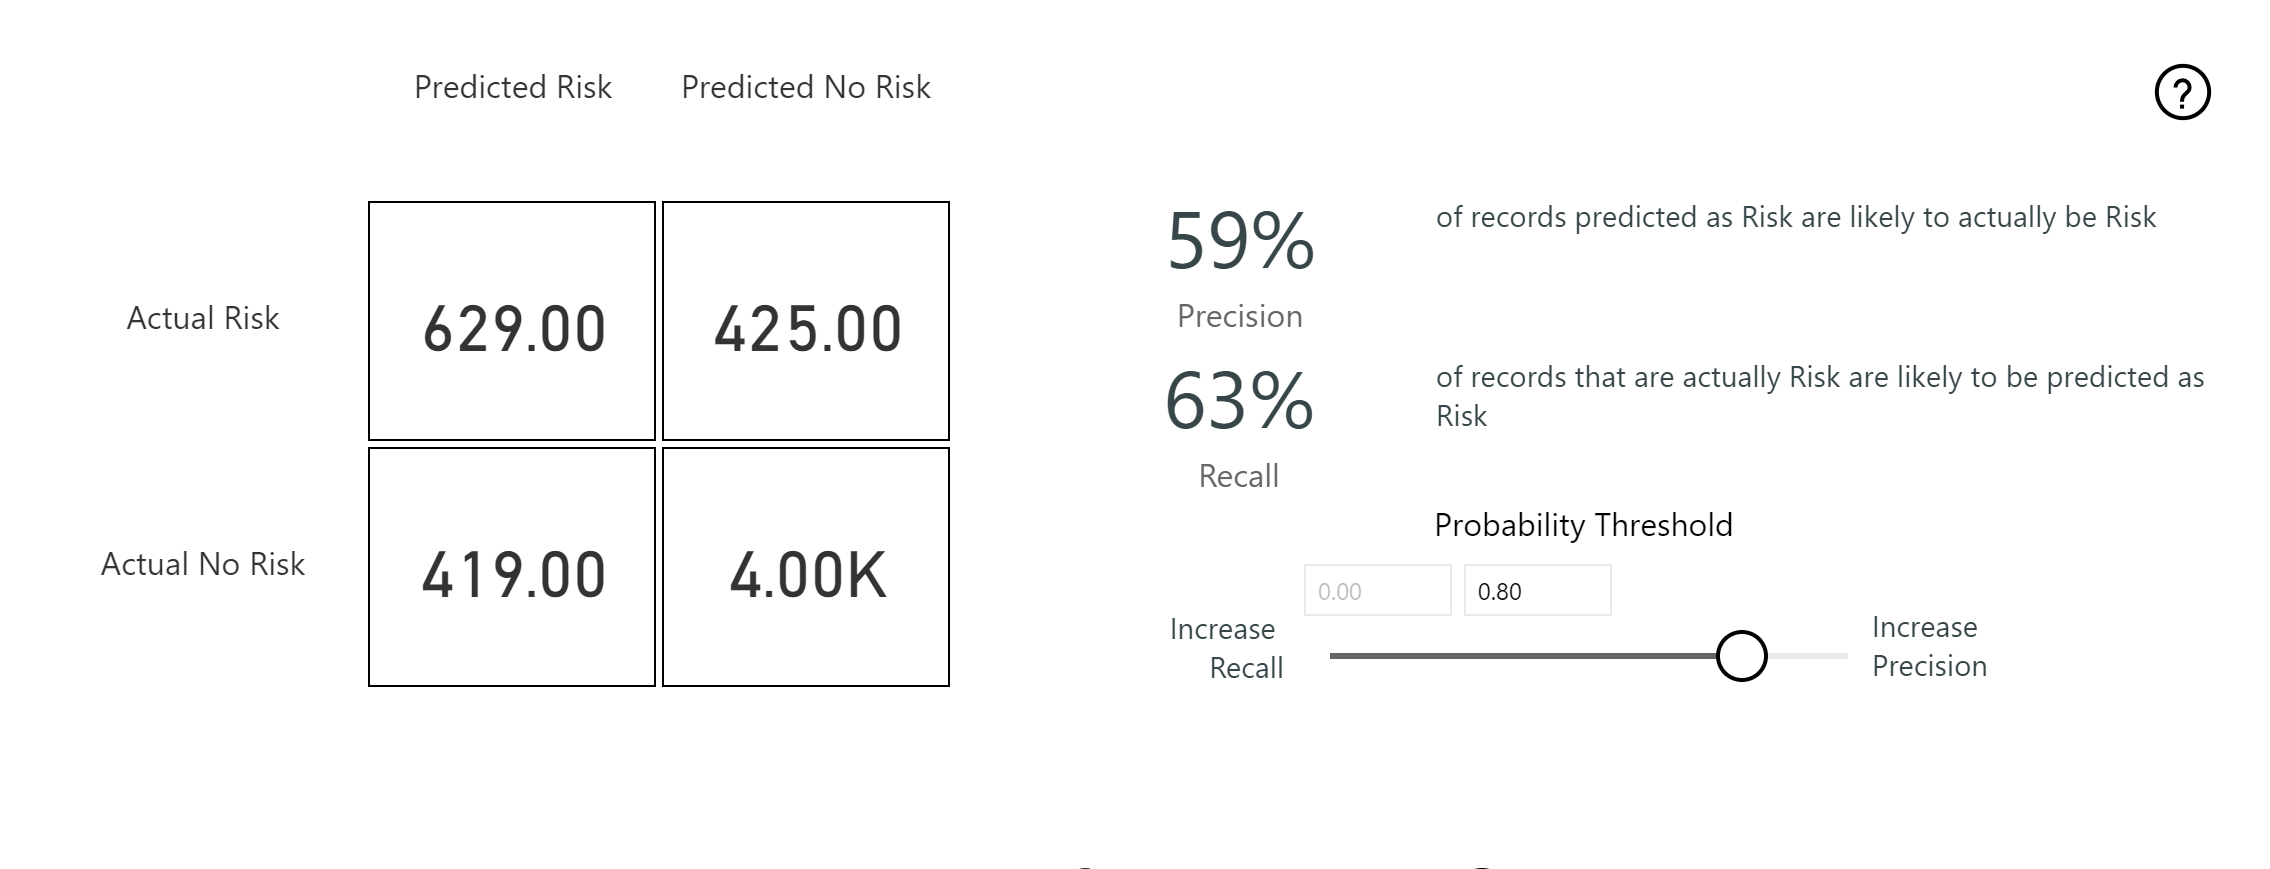 Predicted Risk Predicted No Risk
?
59% of records predicted as Risk are likely to actually be Risk
Actual Risk 629.00 425.00
Precision
63% of records that are actually Risk are likely to be predicted as
Risk
Recall
Probability Threshold
Actual No Risk 419.00 4.00K
0.00 0.80
Increase
Recall
Increase
Precision